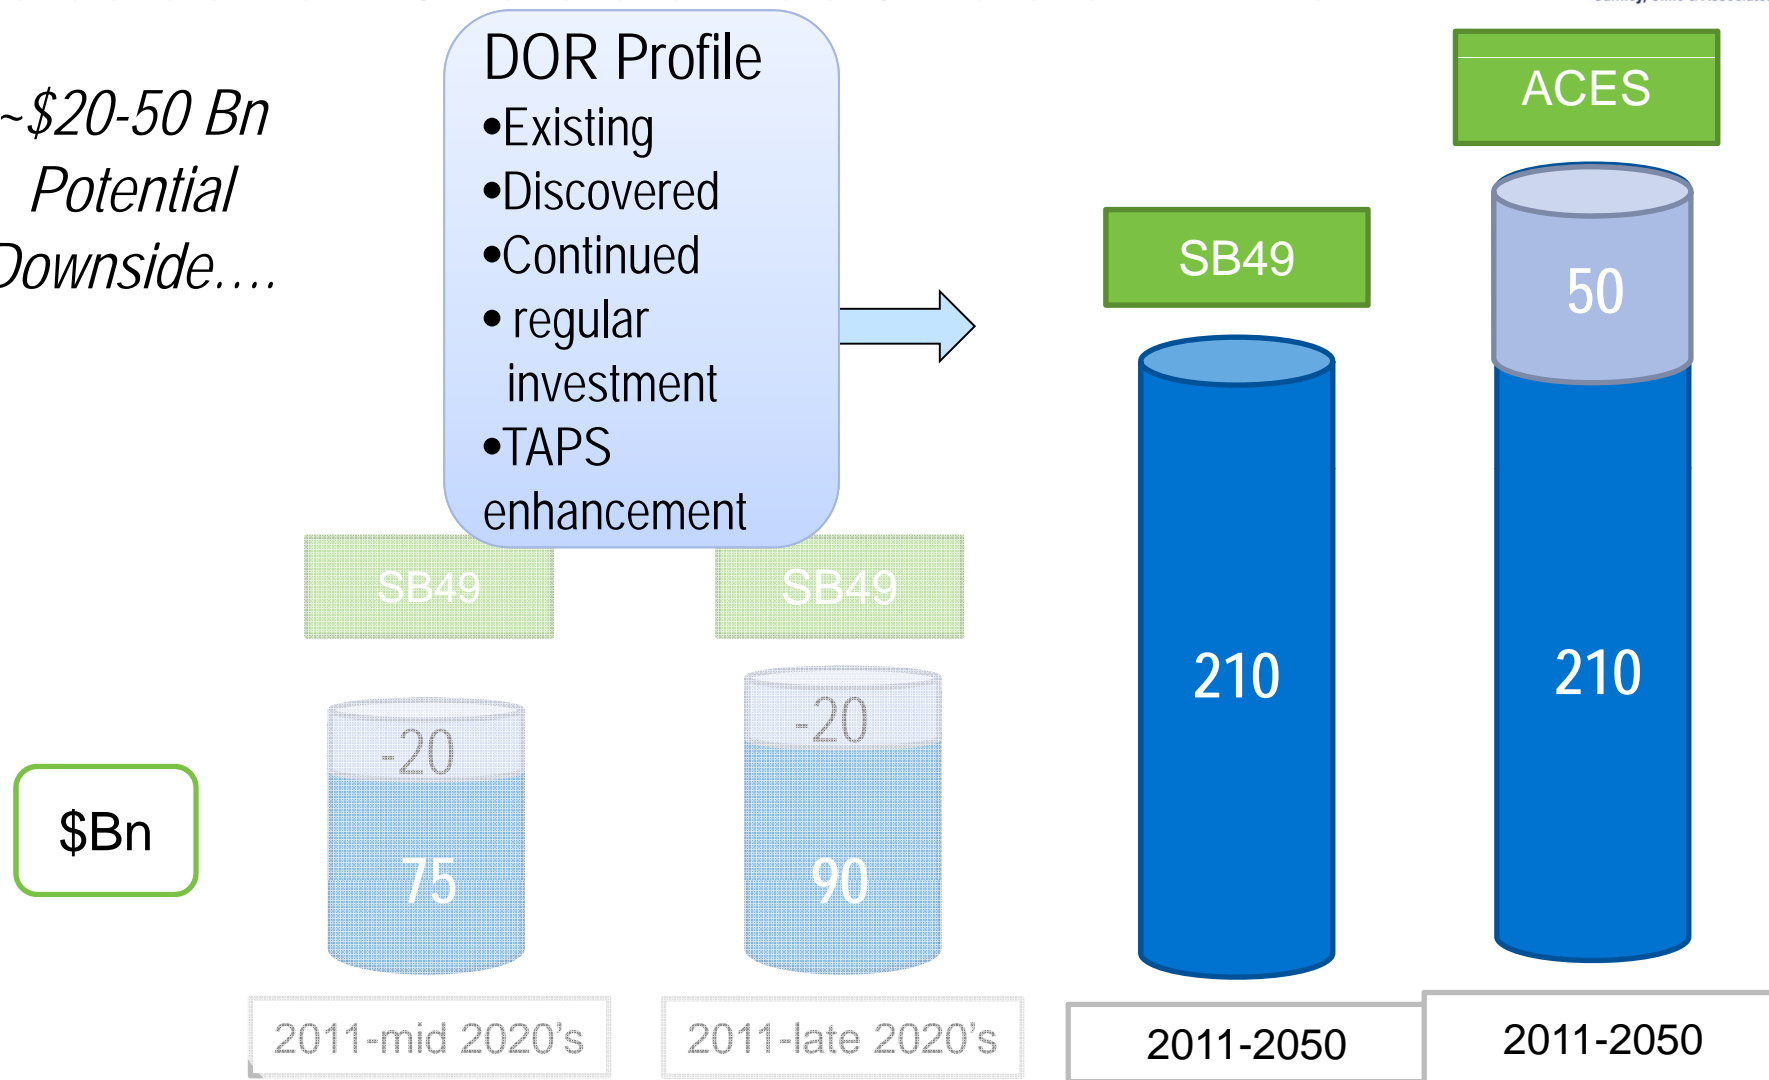 ~$20-50 Bn
Potential
Downside....
DOR Profile
•Existing
•Discovered
•Continued
• regular
investment
•TAPS
enhancement
ACES
SB49
50
210
210
SB49
SB49
-20
-20
75
90
$Bn
2011-mid 2020's
2011-late 2020's
2011-2050
2011-2050